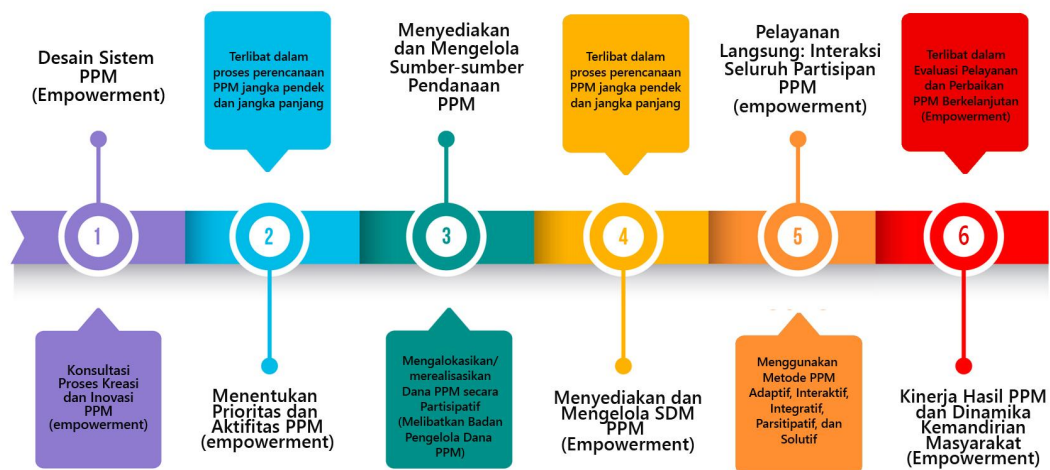 Desain Sistem
PPM
(Empowerment)
Terlibat dalam
proses perencanaan
PPM jangka pendek
dan jangka panjang
Menyediakan
dan Mengelola
Sumber-sumber
Pendanaan
PPM
Terlibat dalam
proses perencanaan
PPM jangka pendek
dan jangka panjang
Pelayanan
Langsung: Interaksi
Seluruh Partisipan
PPM
(empowerment)
Terlibat dalam
Evaluasi Pelayanan
dan Perbaikan
PPM Berkelanjutan
(Empowerment)
1
2
3
4
5
6
Konsultasi
Proses Kreasi
dan Inovasi
PPM
(empowerment)
Menentukan
Prioritas dan
Aktifitas PPM
(empowerment)
Mengalokasikan/
merealisasikan
Dana PPM secara
Partisipatif
(Melibatkan Badan
Pengelola Dana
PPM)
Menyediakan dan
Mengelola SDM
PPM
(Empowerment)
Menggunakan
Metode PPM
Adaptif, Interaktif,
Integratif,
Parsitipatif, dan
Solutif
Kinerja Hasil PPM
dan Dinamika
Kemandirian
Masyarakat
(Empowerment)